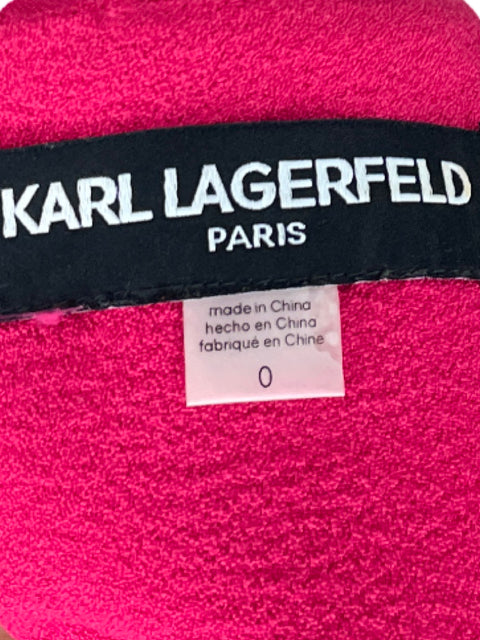 KARL LAGERFELD
PARIS
made in China
hecho en China
fabriqué en Chine
0